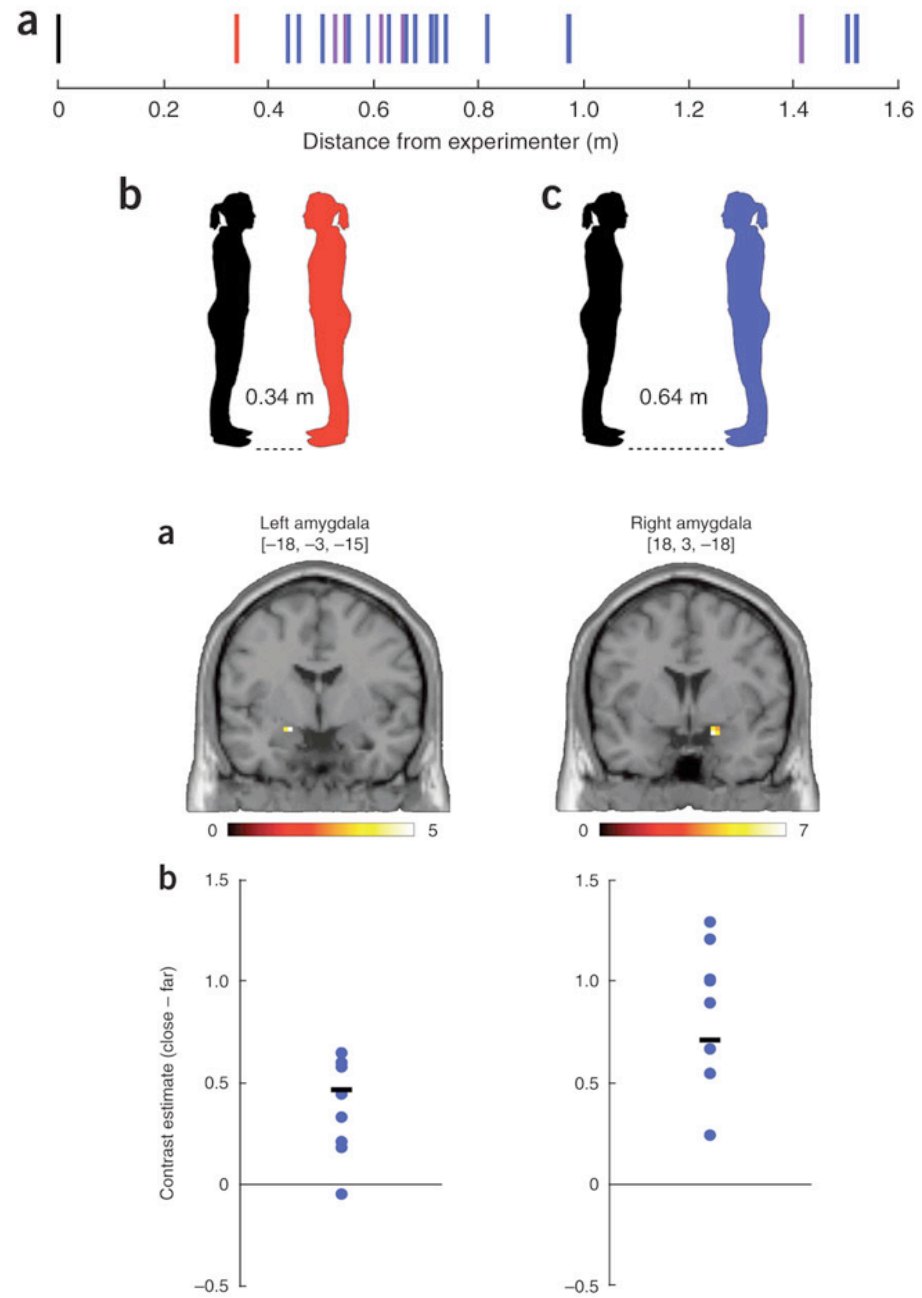 a
0 0.2 0.4 0.6 0.8 1.0 1.2 1.4 1.6
Distance from experimenter (m)
b
c
0.34 m
0.64 m
a
Left amygdala
[–18, –3, –15]
Right amygdala
[18, 3, –18]
0 5
0 7
b
Contrast estimate (close – far)
1.5
1.0
0.5
0
–0.5
1.5
1.0
0.5
0
–0.5